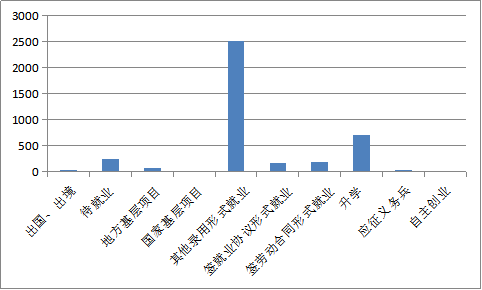 3000
2500
2000
1500
1000
500
0
出国、出境
待就业
地方基层项目
国家基层项目
其他录用形式就业
签就业协议形式就业
签劳动合同形式就业
升学
应征义务兵
自主创业